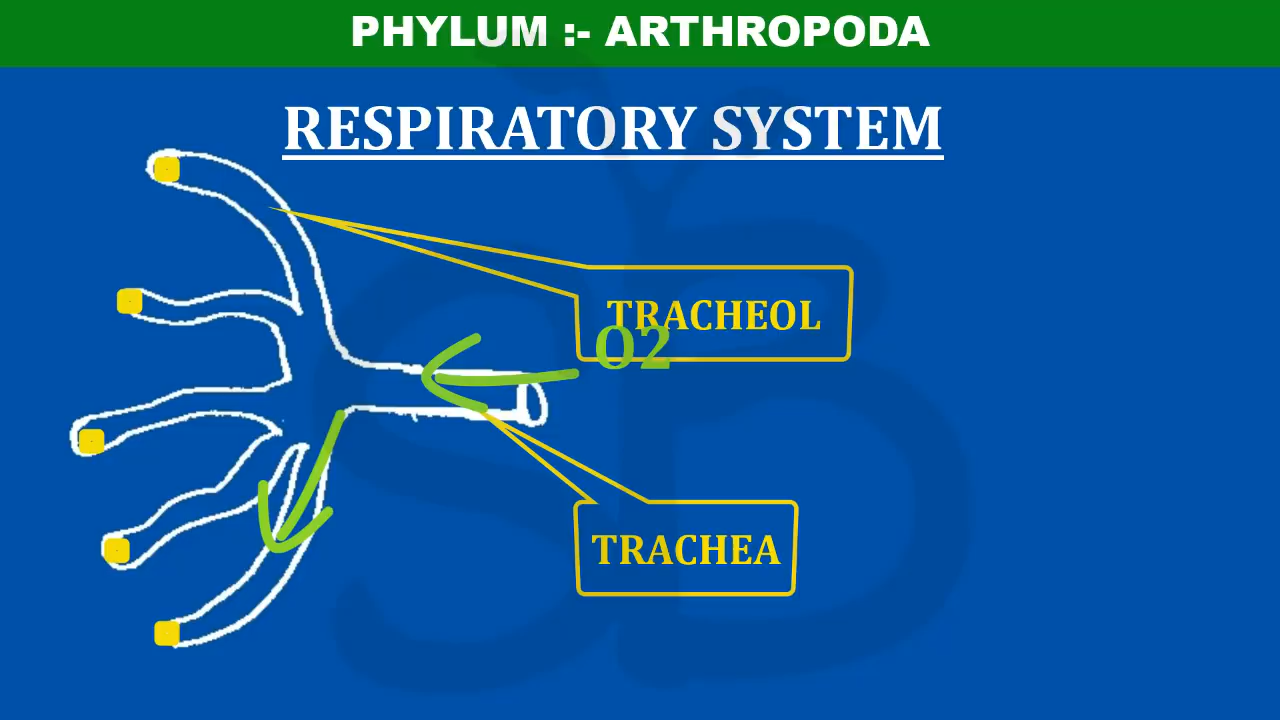 PHYLUM :- ARTHROPODA
RESPIRATORY SYSTEM
TRACHEOL
O2
TRACHEA